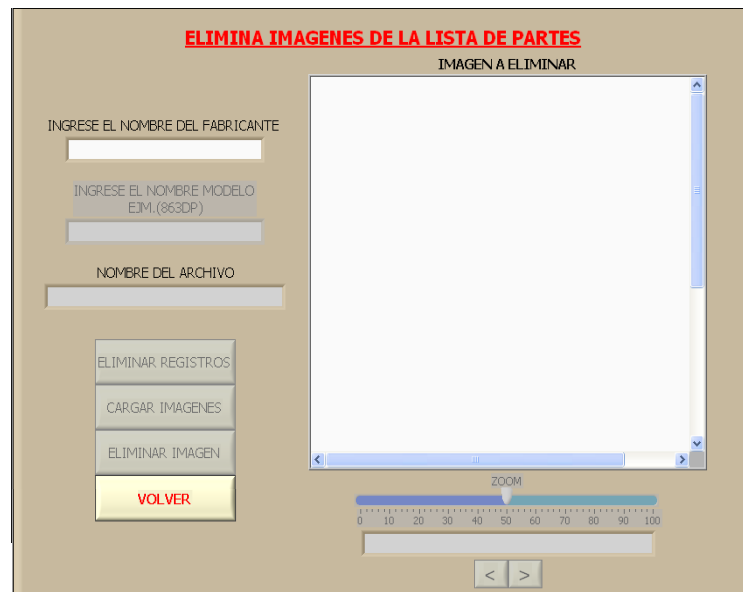 ELIMINA IMAGENES DE LA LISTA DE PARTES
IMAGEN A ELIMINAR
INGRESE EL NOMBRE DEL FABRICANTE
INGRESE EL NOMBRE MODELO
EJM.(863DP)
NOMBRE DEL ARCHIVO
ELIMINAR REGISTROS
CARGAR IMAGENES
ELIMINAR IMAGEN
VOLVER
ZOOM
0 10 20 30 40 50 60 70 80 90 100
< >